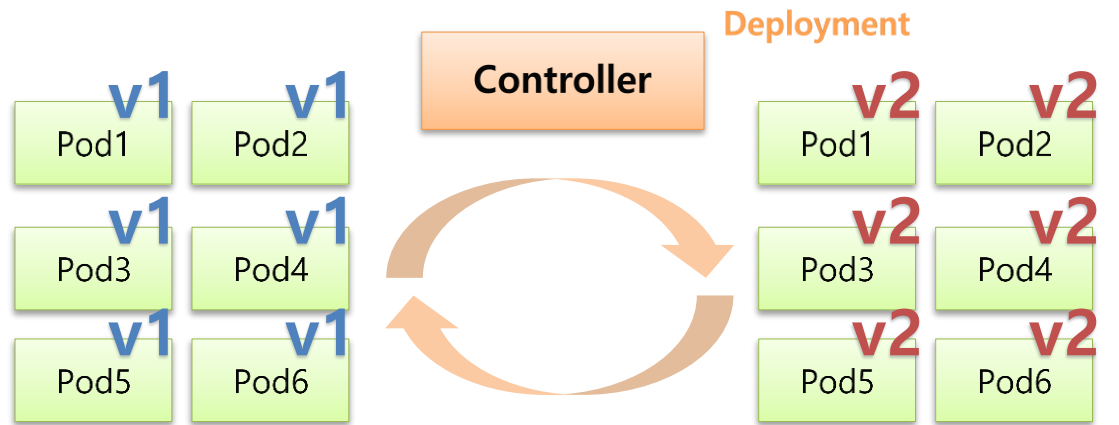 Deployment
Controller
v1 v1
Pod1 Pod2
v1 v1
Pod3 Pod4
v1 v1
Pod5 Pod6
v2 v2
Pod1 Pod2
v2 v2
Pod3 Pod4
v2 v2
Pod5 Pod6